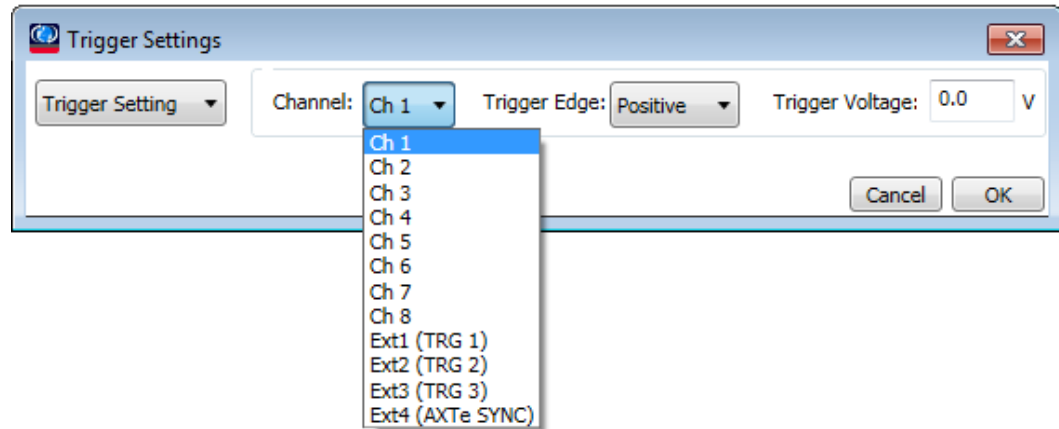 Trigger Settings
Trigger Setting Channel: Ch 1 Trigger Edge: Positive Trigger Voltage: 0.0 V
Ch 1
Ch 2
Ch 3
Ch 4
Ch 5
Ch 6
Ch 7
Ch 8
Ext1 (TRG 1)
Ext2 (TRG 2)
Ext3 (TRG 3)
Ext4 (AXTe SYNC)
Cancel OK